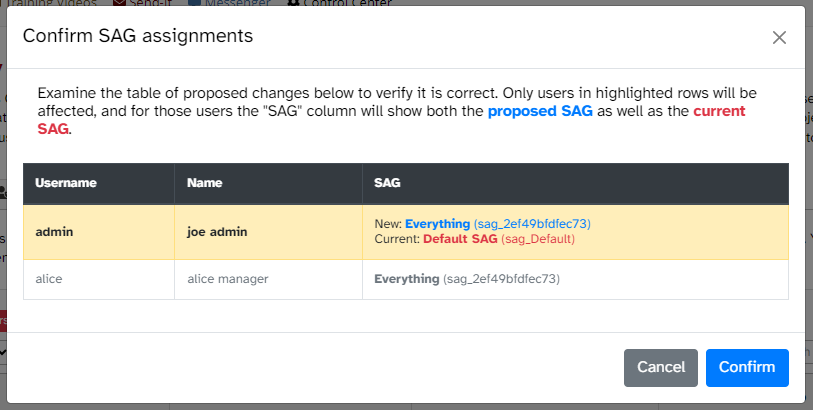 Training Videos Send-It Messenger Control Center
Confirm SAG assignments
Examine the table of proposed changes below to verify it is correct. Only users in highlighted rows will be
affected, and for those users the "SAG" column will show both the proposed SAG as well as the current
SAG.
Username Name SAG
admin joe admin New: Everything (sag_2ef49bfdfec73)
Current: Default SAG (sag_Default)
alice alice manager Everything (sag_2ef49bfdfec73)
Cancel Confirm